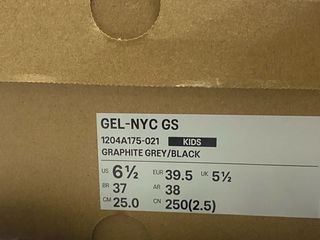 GEL-NYC GS
1204A175-021 KIDS
GRAPHITE GREY/BLACK
US 6½ EUR 39.5 UK 5½
BR 37 AR 38
CM 25.0 CN 250(2.5)